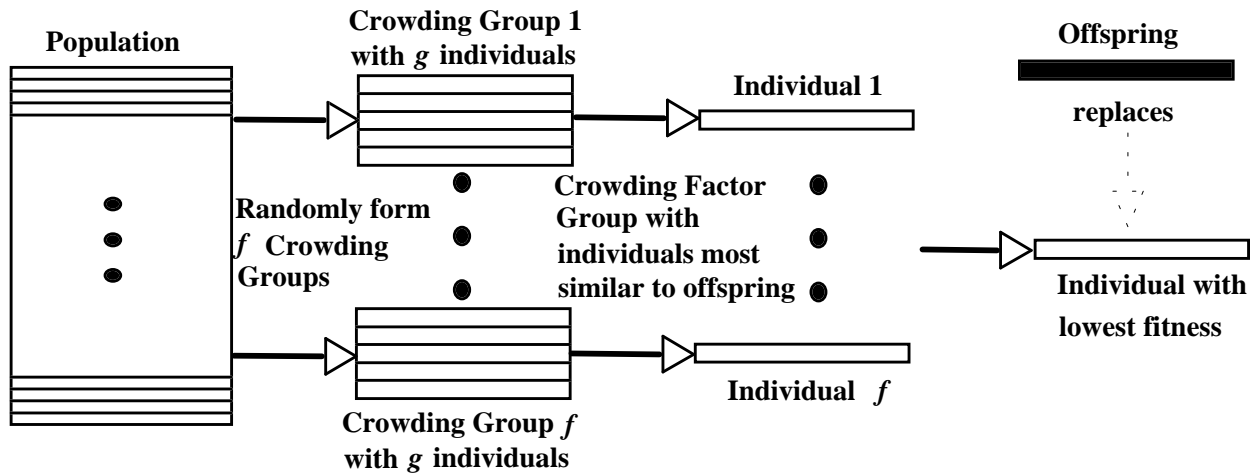 Population
Crowding Group 1
with g individuals
Individual 1
Offspring
replaces
Randomly form
f Crowding
Groups
Crowding Factor
Group with
individuals most
similar to offspring
Individual with
lowest fitness
Crowding Group f
with g individuals
Individual f